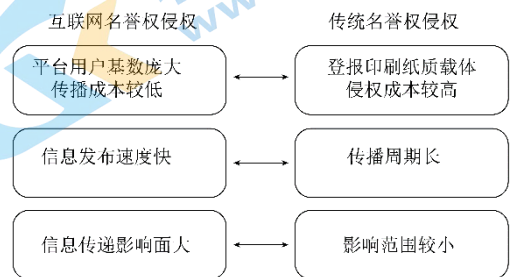 互联网名誉权侵权
传统名誉权侵权
平台用户基数庞大
传播成本较低
登报印刷纸质载体
侵权成本较高
信息发布速度快
传播周期长
信息传递影响面大
影响范围较小